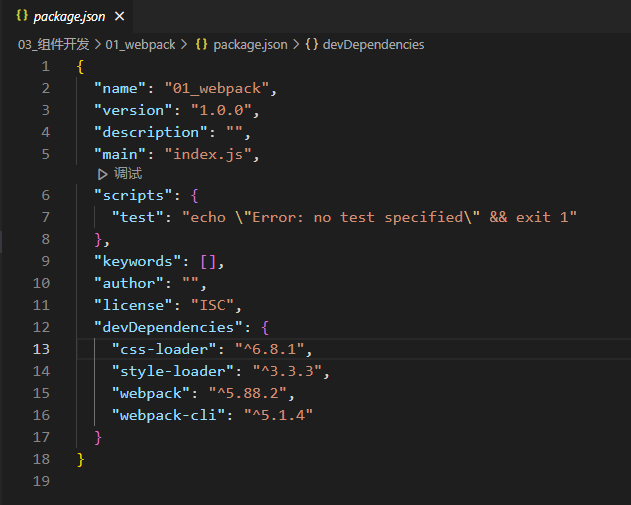 {} package.json ×
03_组件开发 > 01_webpack > {} package.json > {} devDependencies
1 {
2 "name": "01_webpack",
3 "version": "1.0.0",
4 "description": "",
5 "main": "index.js",
▷ 调试
6 "scripts": {
7 "test": "echo \"Error: no test specified\" && exit 1"
8 },
9 "keywords": [],
10 "author": "",
11 "license": "ISC",
12 "devDependencies": {
13 "css-loader": "^6.8.1",
14 "style-loader": "^3.3.3",
15 "webpack": "^5.88.2",
16 "webpack-cli": "^5.1.4"
17 }
18 }
19